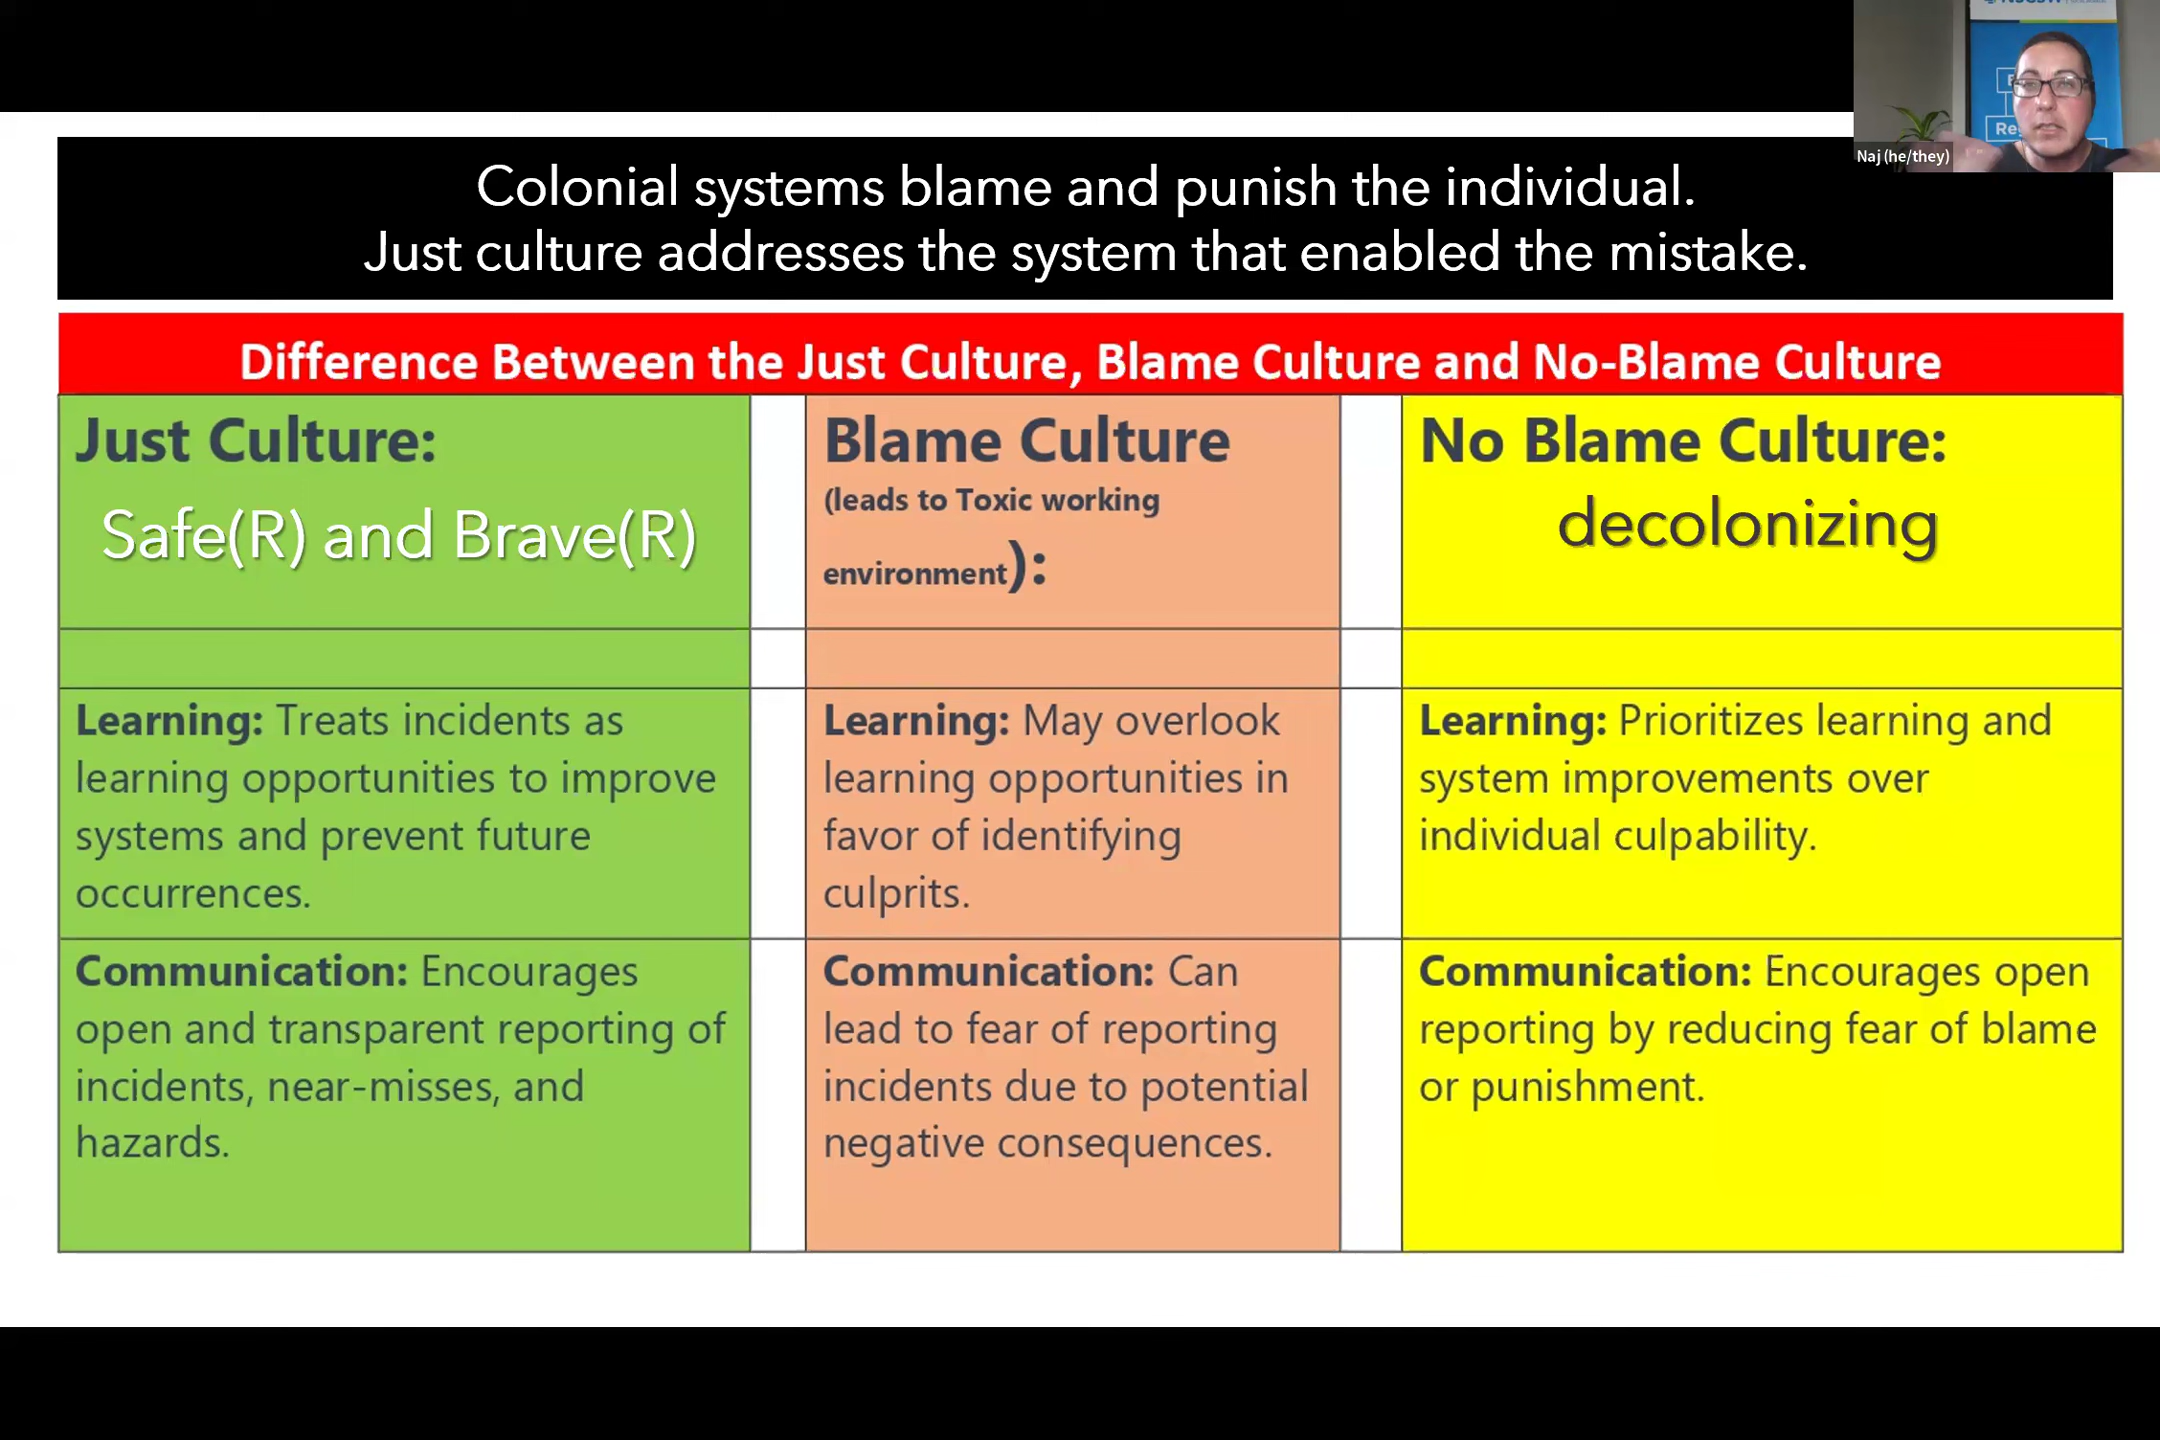 Colonial systems blame and punish the individual.
Just culture addresses the system that enabled the mistake.
Naj (he/they)
Difference Between the Just Culture, Blame Culture and No-Blame Culture
Just Culture:
Safe(R) and Brave(R)
Blame Culture
(leads to Toxic working
environment):
No Blame Culture:
decolonizing
Learning: Treats incidents as
learning opportunities to improve
systems and prevent future
occurrences.
Learning: May overlook
learning opportunities in
favor of identifying
culprits.
Learning: Prioritizes learning and
system improvements over
individual culpability.
Communication: Encourages
open and transparent reporting of
incidents, near-misses, and
hazards.
Communication: Can
lead to fear of reporting
incidents due to potential
negative consequences.
Communication: Encourages open
reporting by reducing fear of blame
or punishment.